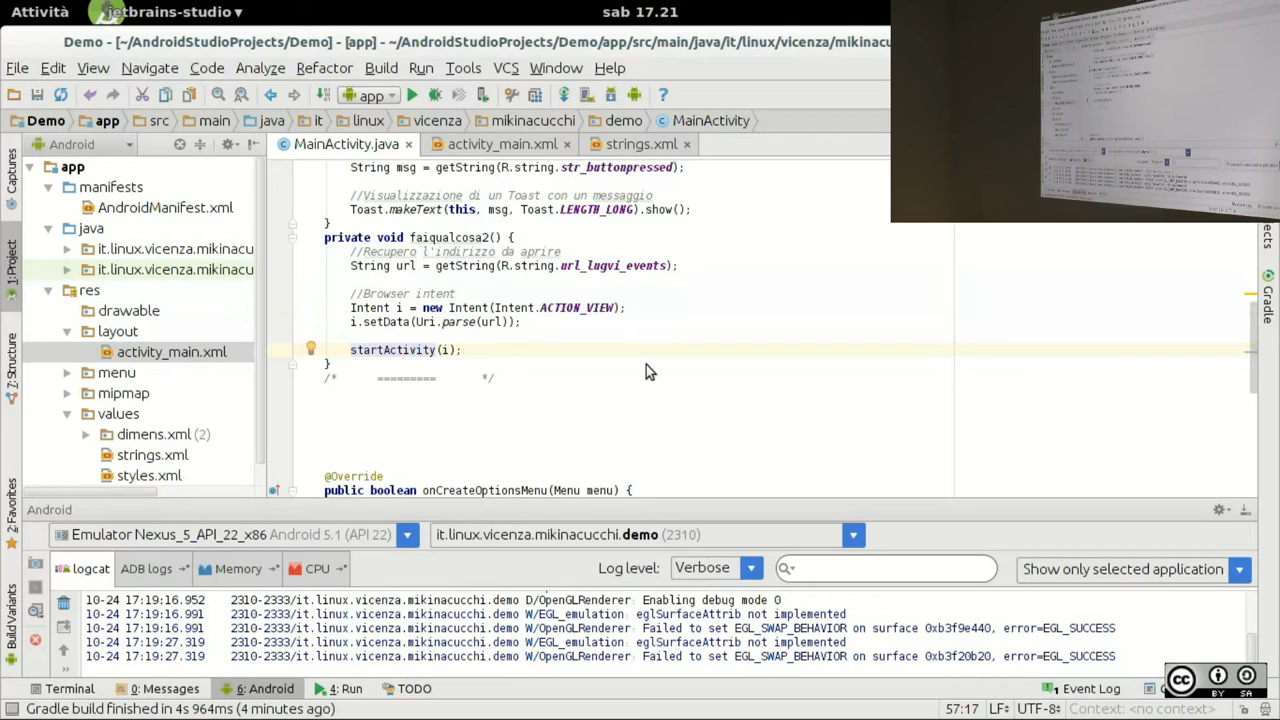 Attività
jetbrains-studio ▾
sab 17.21
Demo - [~/AndroidStudioProjects/Demo] - [app] - [~/AndroidStudioProjects/Demo/app/src/main/java/it/linux/vicenza/mikinacu
File Edit View Navigate Code Analyze Refactor Build Run Tools Help
app
Demo app src main java it linux vicenza mikinacucchi demo MainActivity
Android
MainActivity.java activity_main.xml strings.xml
app
manifests
AndroidManifest.xml
java
it.linux.vicenza.mikinacu
it.linux.vicenza.mikinacu
res
drawable
layout
activity_main.xml
menu
mipmap
values
dimens.xml (2)
strings.xml
styles.xml
String msg = getString(R.string.str_buttonpressed);
//Visualizzazione di un Toast con un messaggio
Toast.makeText(this, msg, Toast.LENGTH_LONG).show();
}
private void faiqualcosa2() {
//Recupero l'indirizzo da aprire
String url = getString(R.string.url_lugvi_events);
//Browser intent
Intent i = new Intent(Intent.ACTION_VIEW);
i.setData(Uri.parse(url));
startActivity(i);
}
/* ========= */
@Override
public boolean onCreateOptionsMenu(Menu menu) {
Captures
1: Project
7: Structure
2: Favorites
Build Variants
Gradle
Android
Emulator Nexus_5_API_22_x86 Android 5.1 (API 22)
it.linux.vicenza.mikinacucchi.demo (2310)
logcat ADB logs Memory CPU
Log level: Verbose
Show only selected application
10-24 17:19:16.952 2310-2333/it.linux.vicenza.mikinacucchi.demo D/OpenGLRenderer: Enabling debug mode 0
10-24 17:19:16.991 2310-2333/it.linux.vicenza.mikinacucchi.demo W/EGL_emulation: eglSurfaceAttrib not implemented
10-24 17:19:16.991 2310-2333/it.linux.vicenza.mikinacucchi.demo W/OpenGLRenderer: Failed to set EGL_SWAP_BEHAVIOR on surface 0xb3f9e440, error=EGL_SUCCESS
10-24 17:19:27.319 2310-2333/it.linux.vicenza.mikinacucchi.demo W/EGL_emulation: eglSurfaceAttrib not implemented
10-24 17:19:27.319 2310-2333/it.linux.vicenza.mikinacucchi.demo W/OpenGLRenderer: Failed to set EGL_SWAP_BEHAVIOR on surface 0xb3f20b20, error=EGL_SUCCESS
Terminal 0: Messages 6: Android 4: Run TODO
1 Event Log
cc BY SA
Gradle build finished in 4s 964ms (4 minutes ago)
57:17 LF÷ UTF-8÷ Context: <no context>